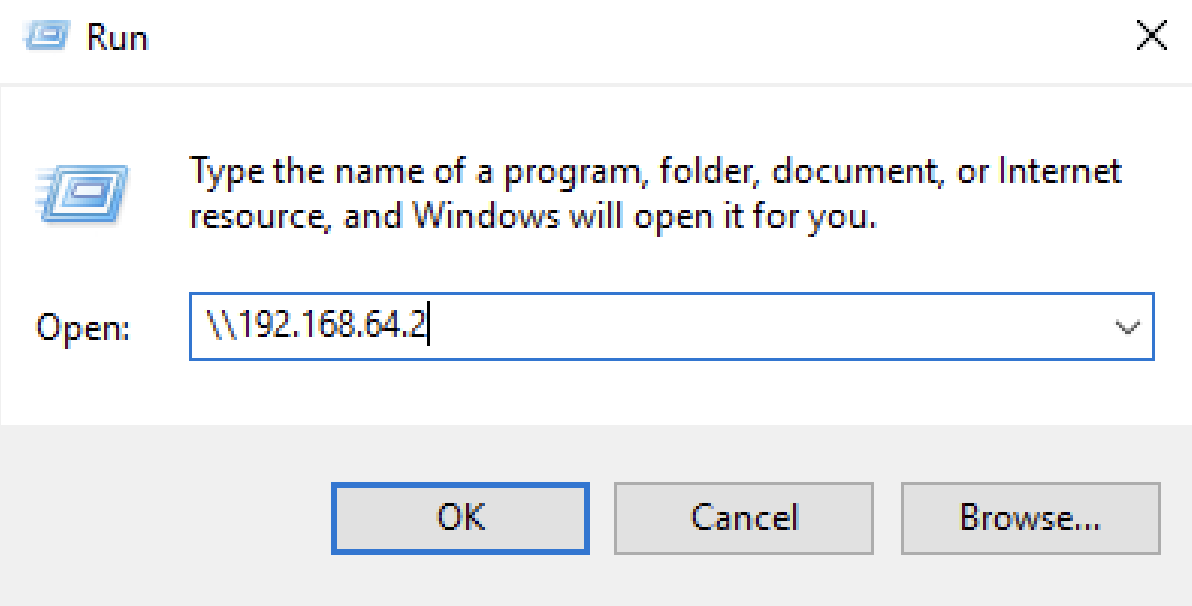 Run
Type the name of a program, folder, document, or Internet
resource, and Windows will open it for you.
Open:
\\192.168.64.2
OK
Cancel
Browse...